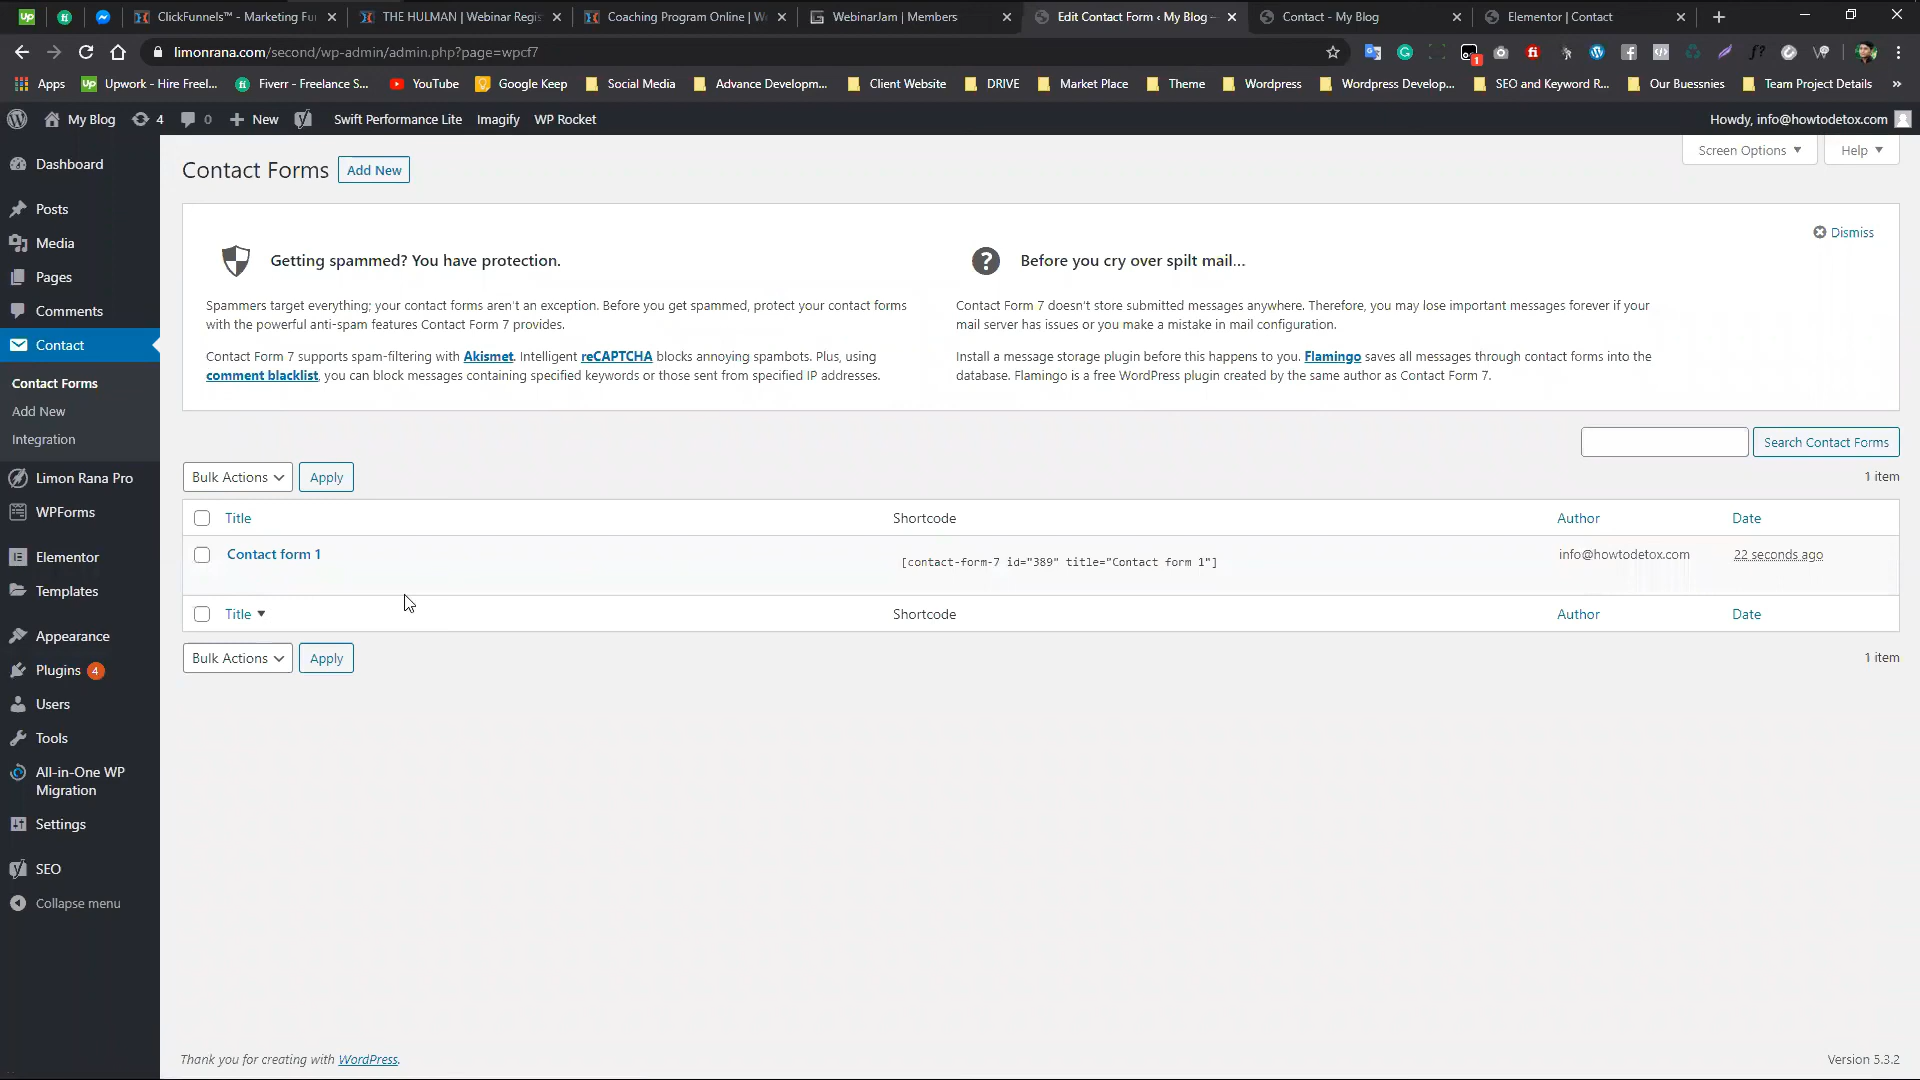 ClickFunnels™ - Marketing Fu
THE HULMAN | Webinar Regis
Coaching Program Online | W
WebinarJam | Members
Edit Contact Form ‹ My Blog –
Contact - My Blog
Elementor | Contact
limonrana.com/second/wp-admin/admin.php?page=wpcf7
Apps
Upwork - Hire Freel...
Fiverr - Freelance S...
YouTube
Google Keep
Social Media
Advance Developm...
Client Website
DRIVE
Market Place
Theme
Wordpress
Wordpress Develop...
SEO and Keyword R...
Our Buessnies
Team Project Details
»
My Blog
4
0
New
Swift Performance Lite
Imagify
WP Rocket
Howdy, info@howtodetox.com
Dashboard
Posts
Media
Pages
Comments
Contact
Contact Forms
Add New
Integration
Limon Rana Pro
WPForms
Elementor
Templates
Appearance
Plugins 4
Users
Tools
All-in-One WP
Migration
Settings
SEO
Collapse menu
Screen Options
Help
Contact Forms
Add New
Dismiss
Getting spammed? You have protection.
Spammers target everything; your contact forms aren't an exception. Before you get spammed, protect your contact forms
with the powerful anti-spam features Contact Form 7 provides.
Contact Form 7 supports spam-filtering with Akismet. Intelligent reCAPTCHA blocks annoying spambots. Plus, using
comment blacklist, you can block messages containing specified keywords or those sent from specified IP addresses.
Before you cry over spilt mail...
Contact Form 7 doesn't store submitted messages anywhere. Therefore, you may lose important messages forever if your
mail server has issues or you make a mistake in mail configuration.
Install a message storage plugin before this happens to you. Flamingo saves all messages through contact forms into the
database. Flamingo is a free WordPress plugin created by the same author as Contact Form 7.
Search Contact Forms
Bulk Actions
Apply
1 item
Title
Shortcode
Author
Date
Contact form 1
[contact-form-7 id="389" title="Contact form 1"]
info@howtodetox.com
22 seconds ago
Title
Shortcode
Author
Date
Bulk Actions
Apply
1 item
Thank you for creating with WordPress.
Version 5.3.2